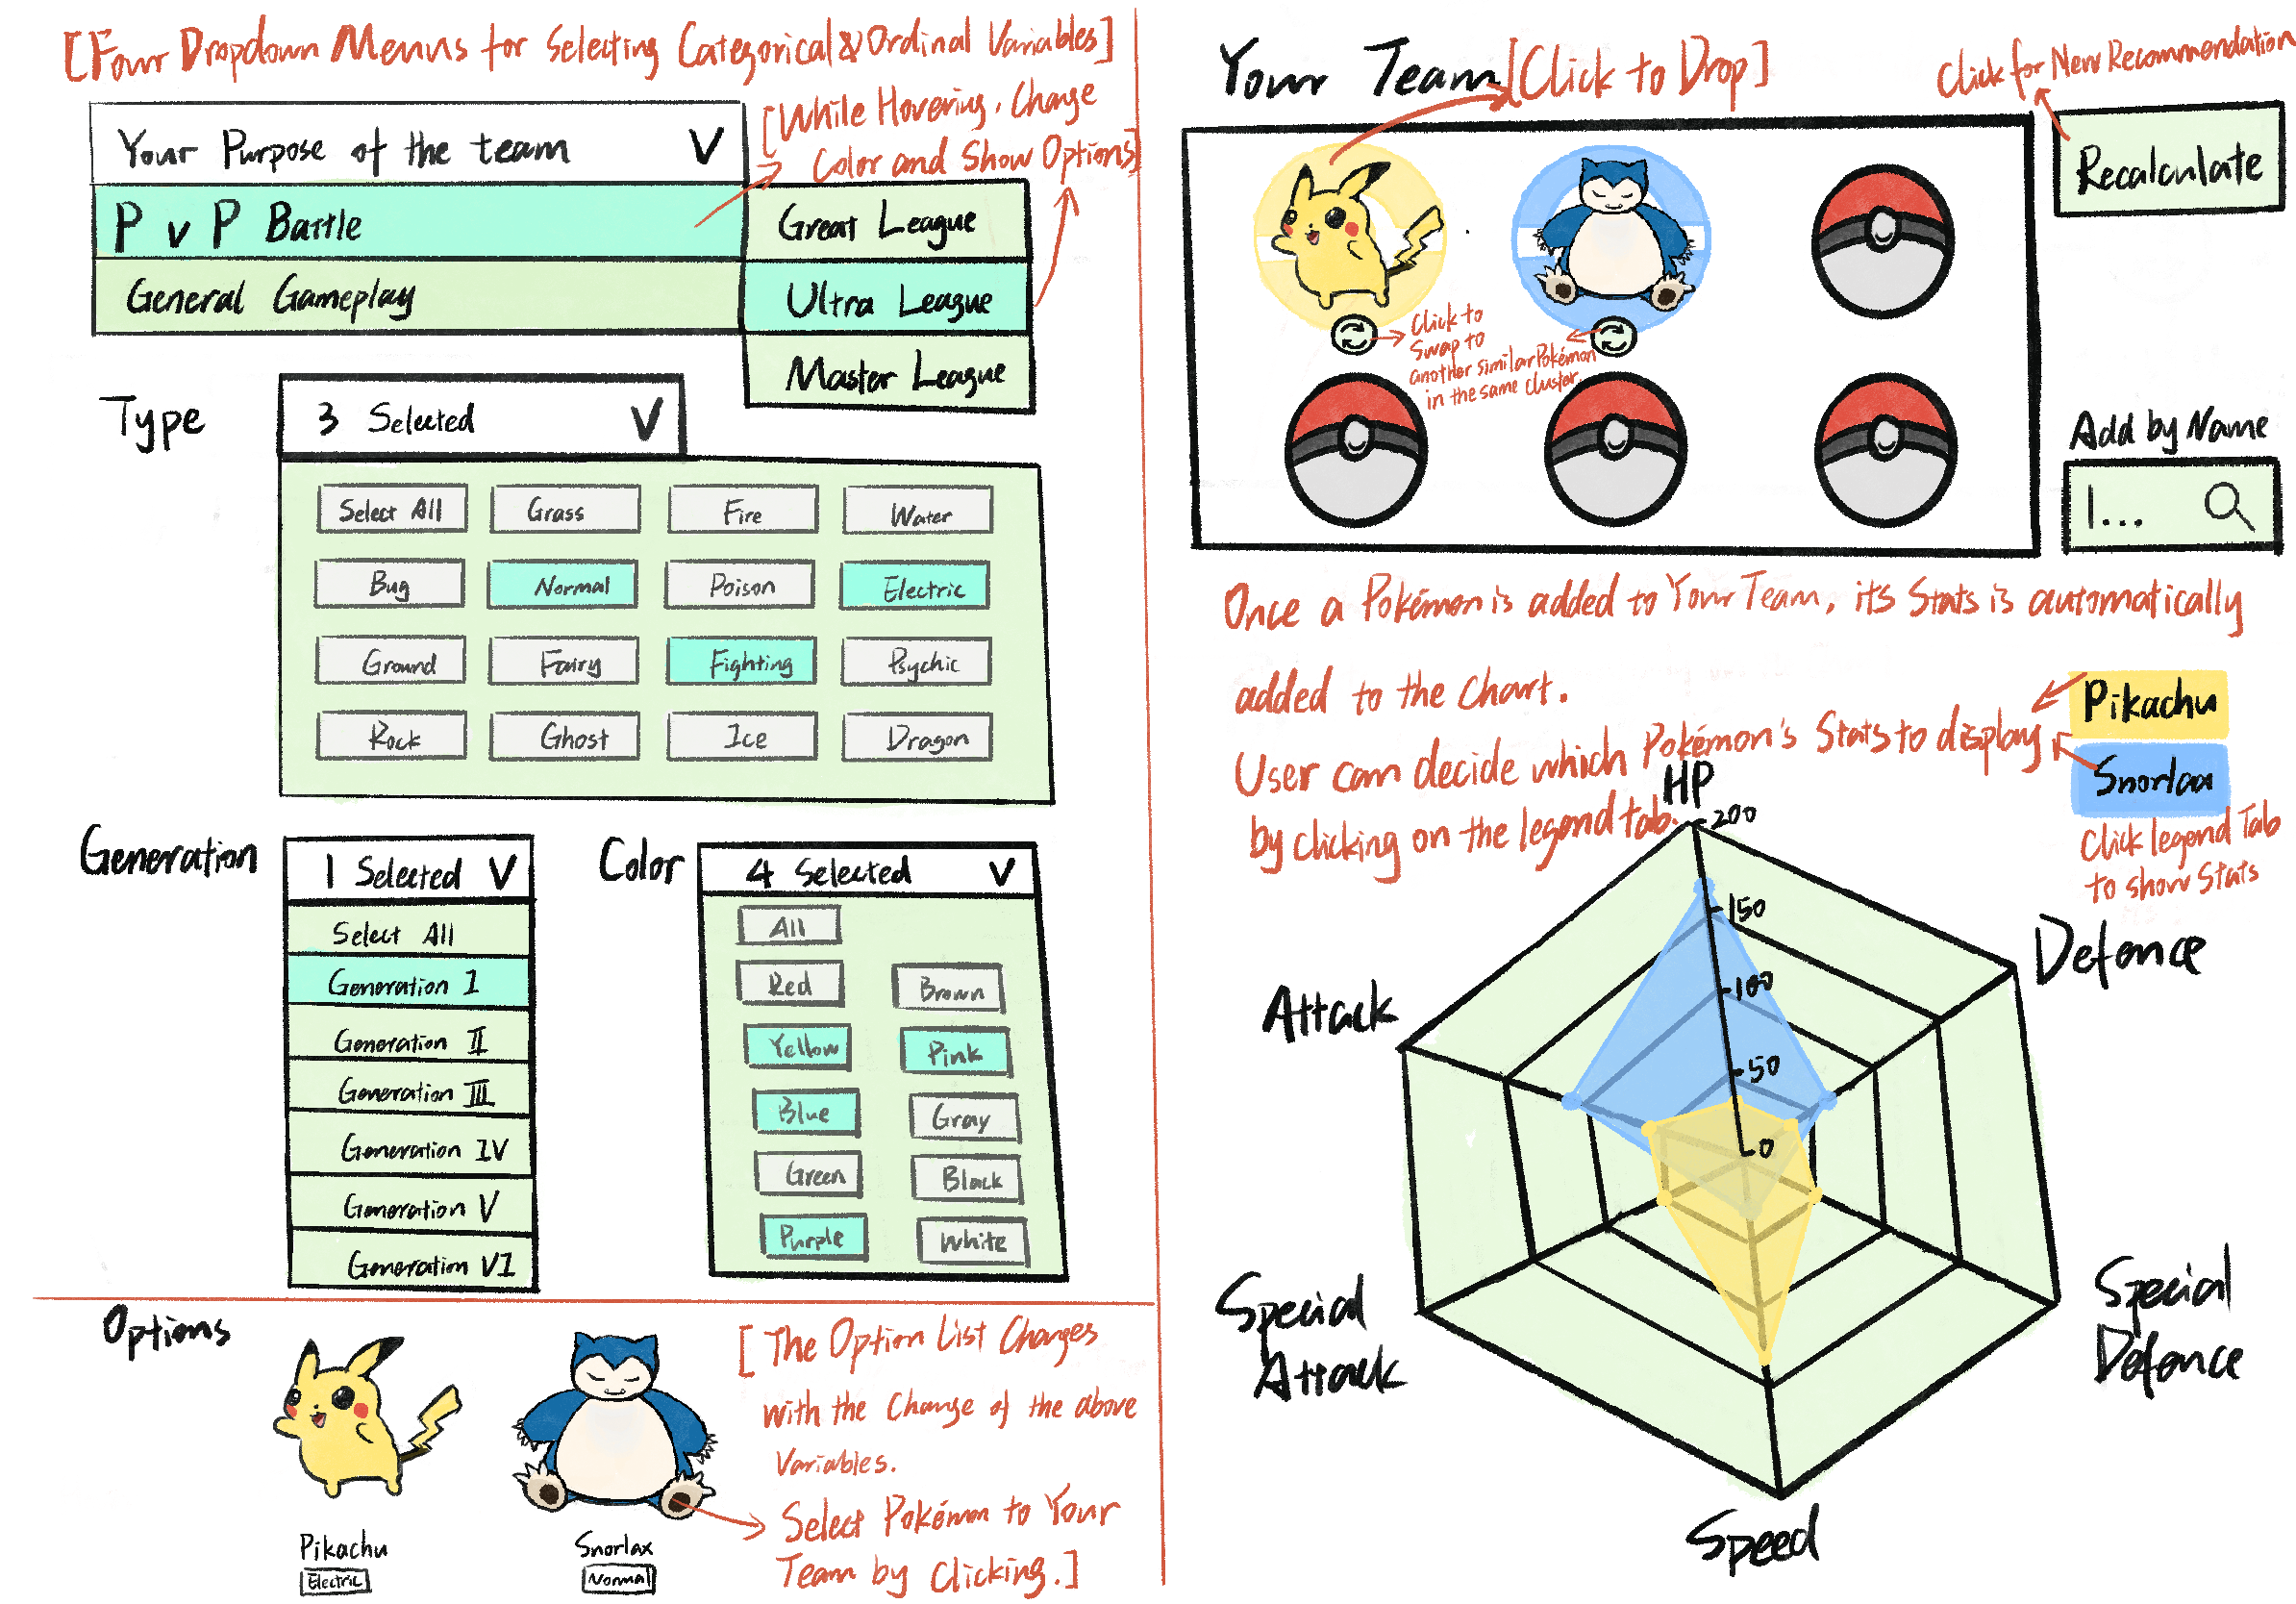 [Four Dropdown Menus for Selecting Categorical & Ordinal Variables]
Your Purpose of the team V
[While Hovering, Change
Color and Show Options]
P v P Battle
General Gameplay
Great League
Ultra League
Master League
Type
3 Selected V
Select All Grass Fire Water
Bug Normal Poison Electric
Ground Fairy Fighting Psychic
Rock Ghost Ice Dragon
Generation
1 Selected V
Select All
Generation I
Generation II
Generation III
Generation IV
Generation V
Generation VI
Color
4 Selected V
All
Red Brown
Yellow Pink
Blue Gray
Green Black
Purple White
Options
Pikachu
Electric
Snorlax
Normal
[The Option List Changes
with the Change of the above
Variables.
Select Pokémon to Your
Team by Clicking.]
Your Team [Click to Drop]
Click for New Recommendation
Recalculate
Click to
Swap to
another similar Pokémon
in the same cluster.
Add by Name
|...
Once a Pokémon is added to Your Team, its Stats is automatically
added to the Chart.
User can decide which Pokémon's Stats to display
by clicking on the legend tab.
Pikachu
Snorlax
Click legend Tab
to show Stats
HP
200
150
100
50
0
Defence
Attack
Special
Attack
Special
Defence
Speed